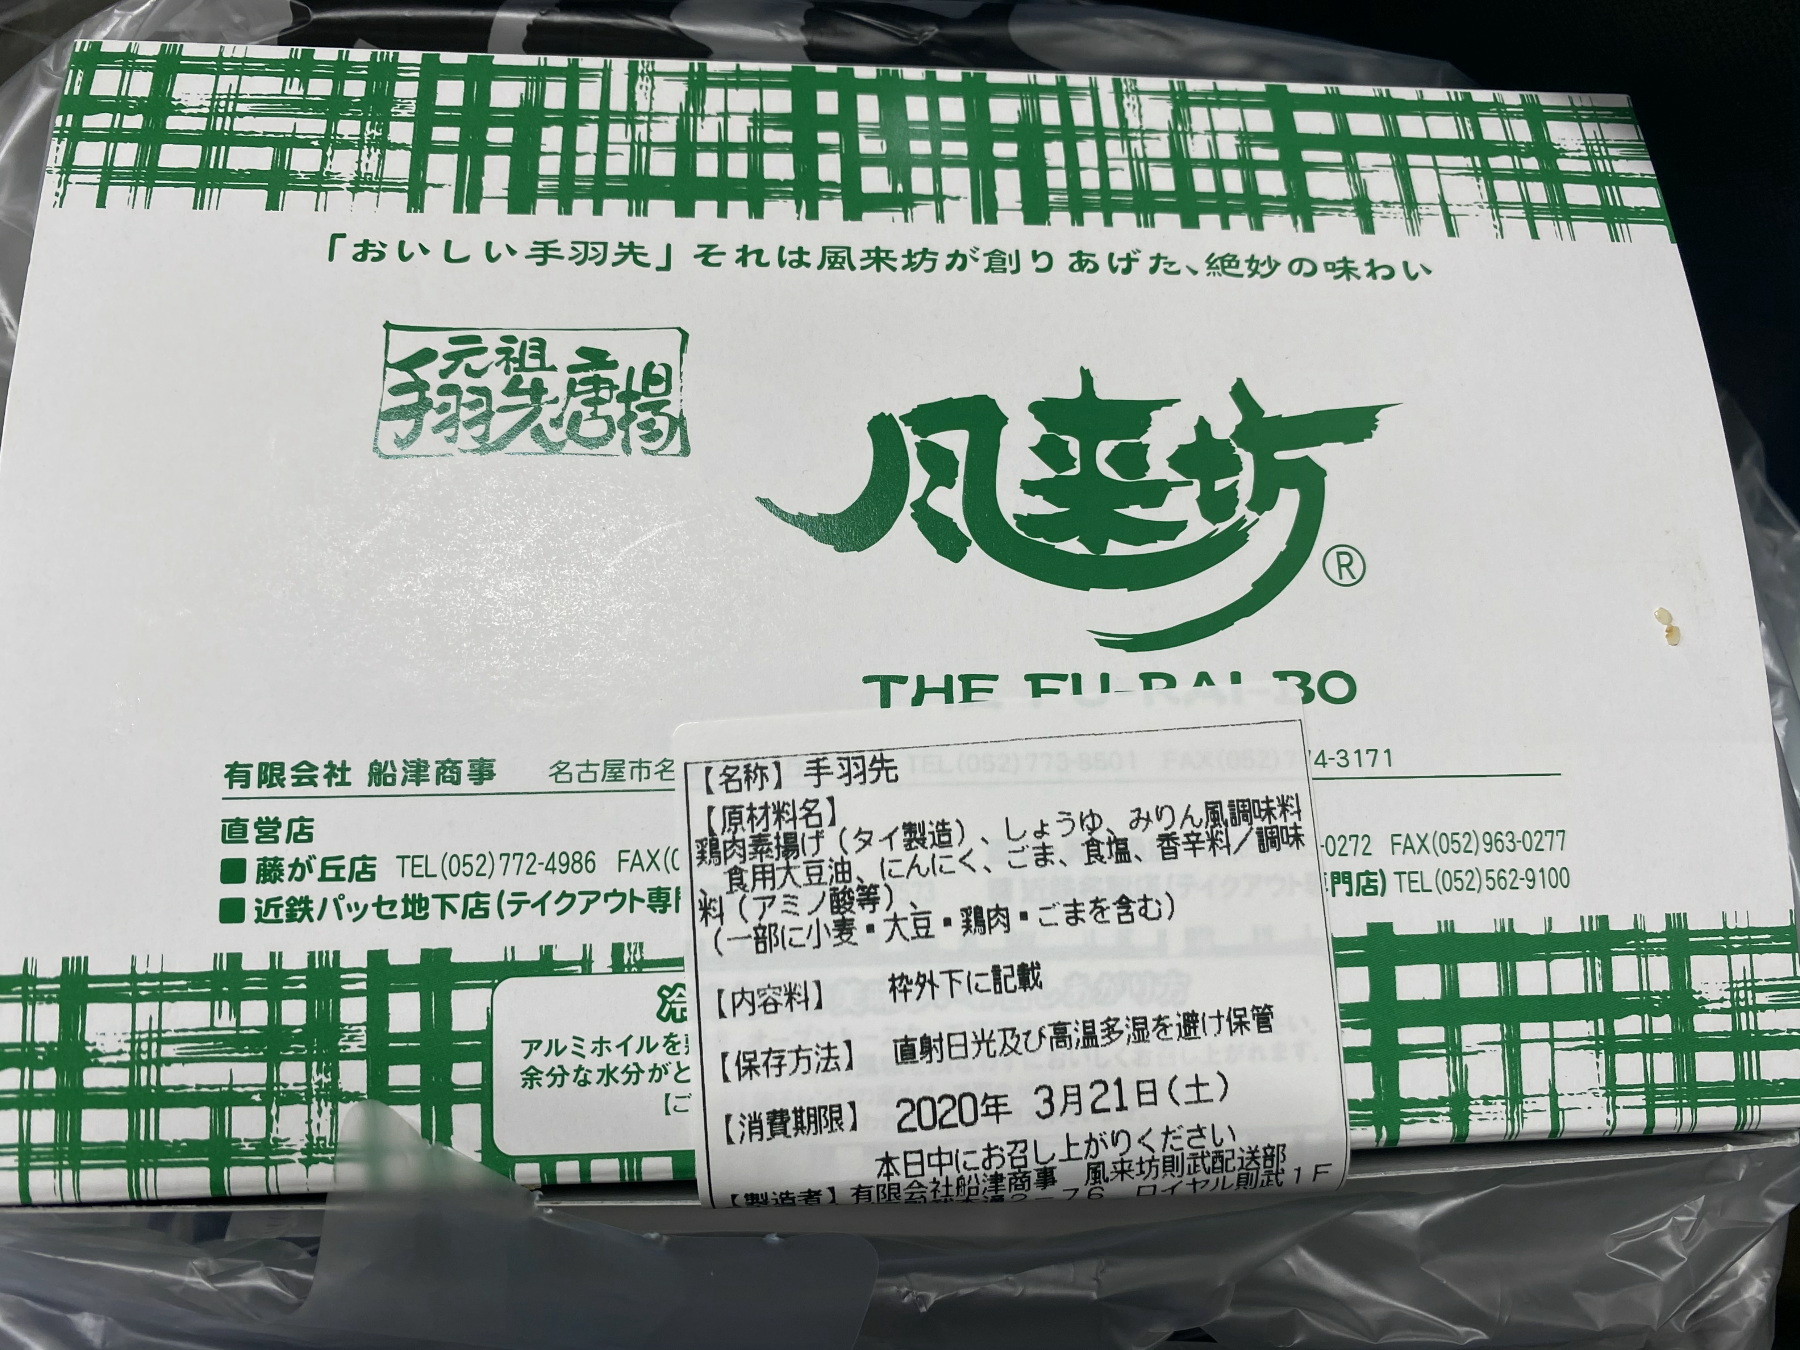 「おいしい手羽先」それは風来坊が創りあげた、絶妙の味わい
元祖
手羽先唐揚
風来坊®
THE FU-RAI-BO
有限会社 船津商事 名古屋市名 TEL(052)773-5501 FAX(052)774-3171
直営店
■藤が丘店 TEL(052)772-4986 FAX(0 -0272 FAX(052)963-0277
■近鉄パッセ地下店(テイクアウト専門 専門店) TEL(052)562-9100
アルミホイルを
余分な水分がと
【ご
【名称】 手羽先
【原材料名】
鶏肉素揚げ(タイ製造)、しょうゆ、みりん風調味料
食用大豆油、にんにく、ごま、食塩、香辛料/調味
料(アミノ酸等)、
(一部に小麦・大豆・鶏肉・ごまを含む)
【内容料】 枠外下に記載
【保存方法】 直射日光及び高温多湿を避け保管
【消費期限】 2020年 3月21日(土)
本日中にお召し上がりください
【製造者】有限会社船津商事 風来坊則武配送部
2-76 ロイヤル則武1F